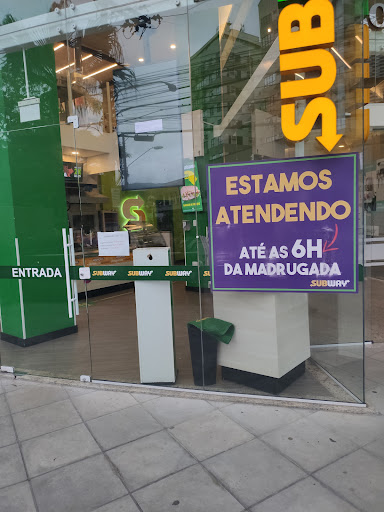 SUB
ESTAMOS
ATENDENDO
ATÉ AS 6H
DA MADRUGADA
SUBWAY
ENTRADA
SUBWAY SUBWAY SUBWAY